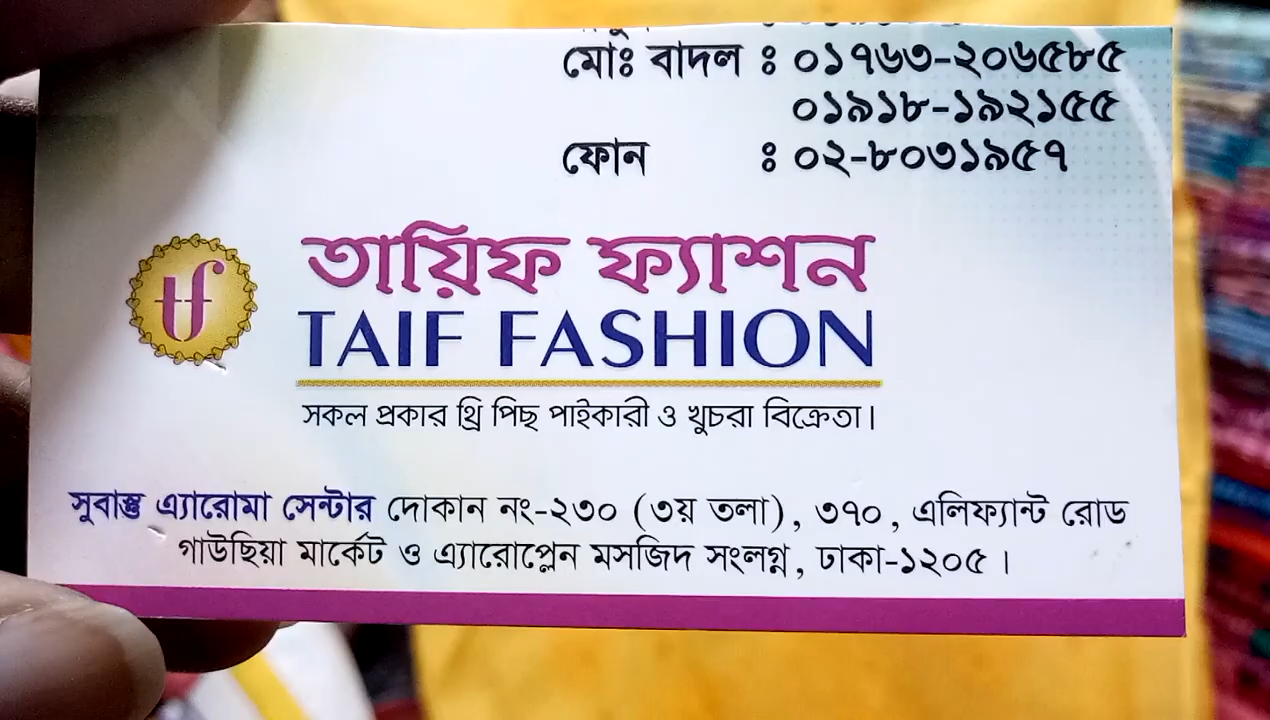 মোঃ বাদল : ০১৭৬৩-২০৬৫৮৫
০১৯১৮-১৯২১৫৫
ফোন : ০২-৮০৩১৯৫৭
তায়িফ ফ্যাশন
TAIF FASHION
সকল প্রকার থ্রি পিছ পাইকারী ও খুচরা বিক্রেতা।
সুবাস্তু এ্যারোমা সেন্টার দোকান নং-২৩০ (৩য় তলা), ৩৭০, এলিফ্যান্ট রোড
গাউছিয়া মার্কেট ও এ্যারোপ্লেন মসজিদ সংলগ্ন, ঢাকা-১২০৫।